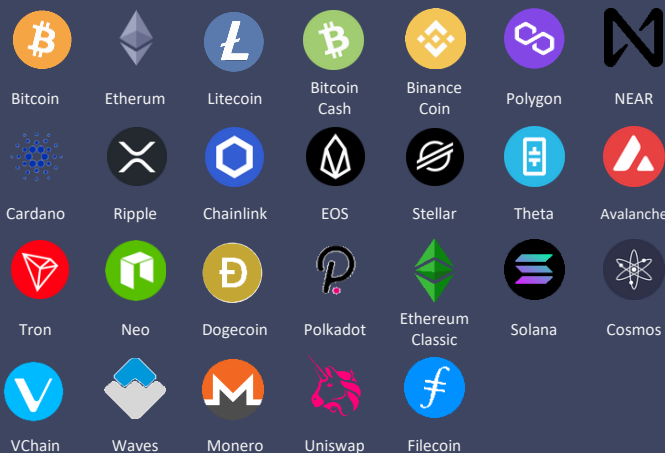 Bitcoin
Etherum
Litecoin
Bitcoin
Cash
Binance
Coin
Polygon
NEAR
Cardano
Ripple
Chainlink
EOS
Stellar
Theta
Avalanche
Tron
Neo
Dogecoin
Polkadot
Ethereum
Classic
Solana
Cosmos
VChain
Waves
Monero
Uniswap
Filecoin